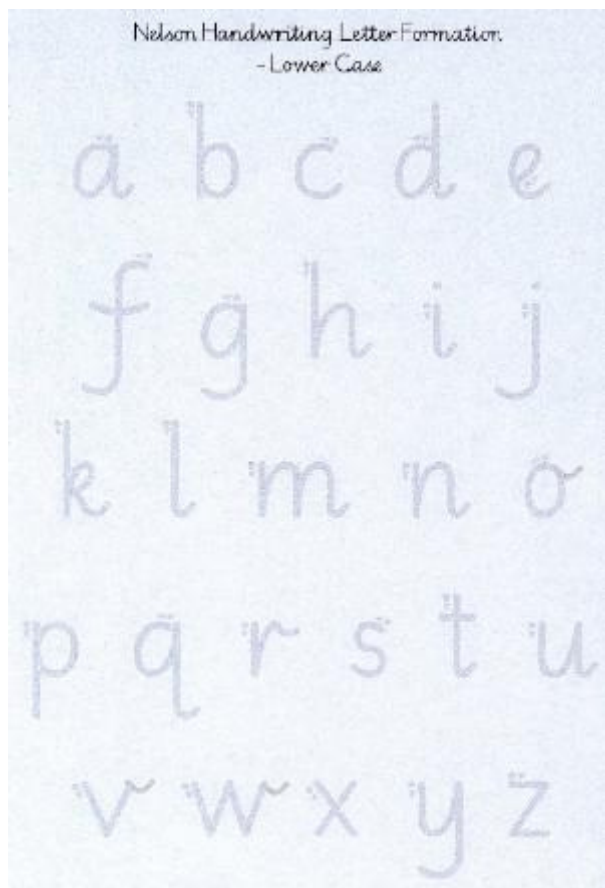 Nelson Handwriting Letter Formation
- Lower Case
a b c d e
f g h i j
k l m n o
p q r s t u
v w x y z